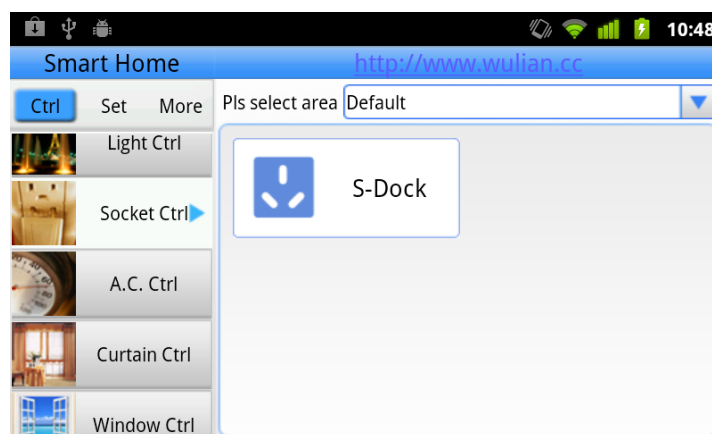 10:48
Smart Home http://www.wulian.cc
Ctrl Set More Pls select area Default
Light Ctrl
S-Dock
Socket Ctrl
A.C. Ctrl
Curtain Ctrl
Window Ctrl